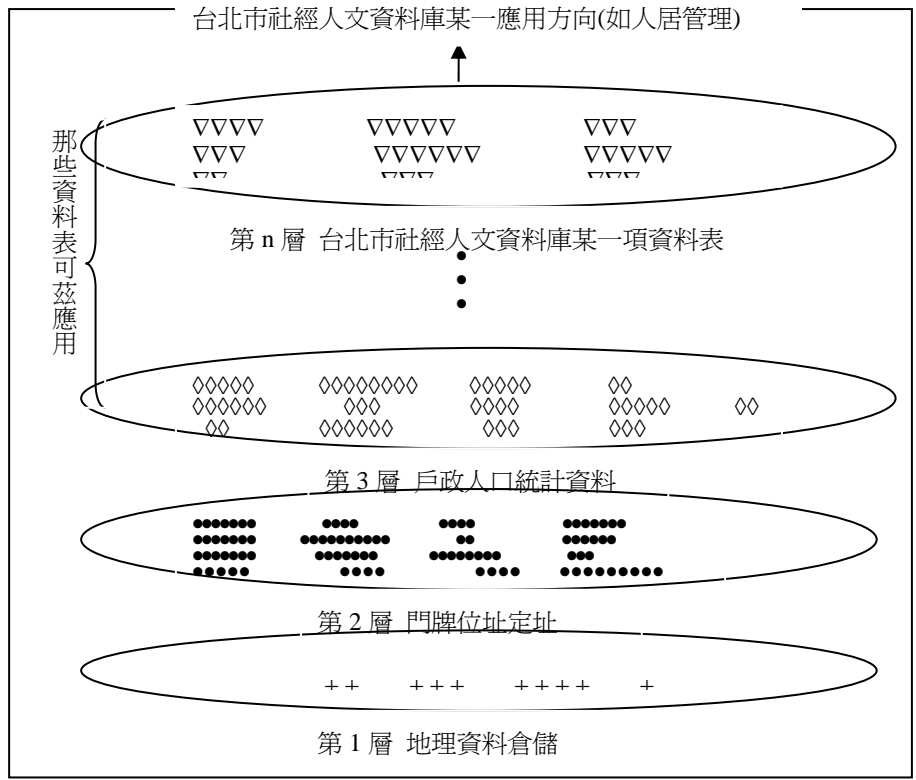 台北市社經人文資料庫某一應用方向(如人居管理)
那些資料表可茲應用
第 n 層 台北市社經人文資料庫某一項資料表
第 3 層 戶政人口統計資料
第 2 層 門牌位址定址
第 1 層 地理資料倉儲